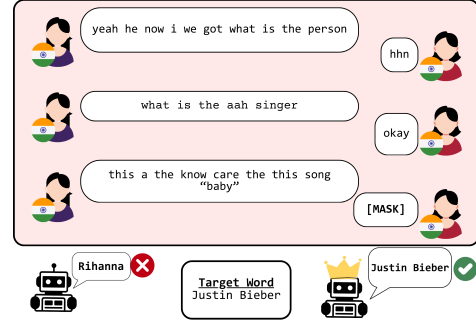 yeah he now i we got what is the person
hhn
what is the aah singer
okay
this a the know care the this song
“baby”
[MASK]
Rihanna
Target Word
Justin Bieber
Justin Bieber